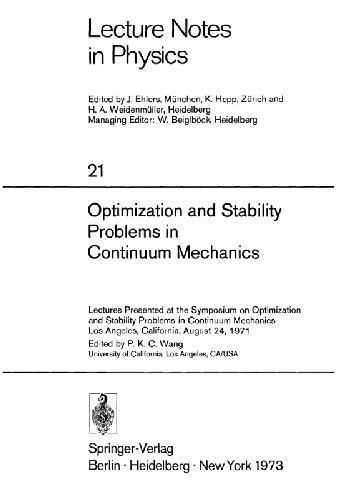 Lecture Notes
in Physics
Edited by J. Ehlers, München, K. Hepp, Zürich and
H. A. Weidenmüller, Heidelberg
Managing Editor: W. Beiglböck, Heidelberg
21
Optimization and Stability
Problems in
Continuum Mechanics
Lectures Presented at the Symposium on Optimization
and Stability Problems in Continuum Mechanics
Los Angeles, California, August 24, 1971
Edited by P. K. C. Wang
University of California, Los Angeles, CA/USA
Springer-Verlag
Berlin · Heidelberg · New York 1973